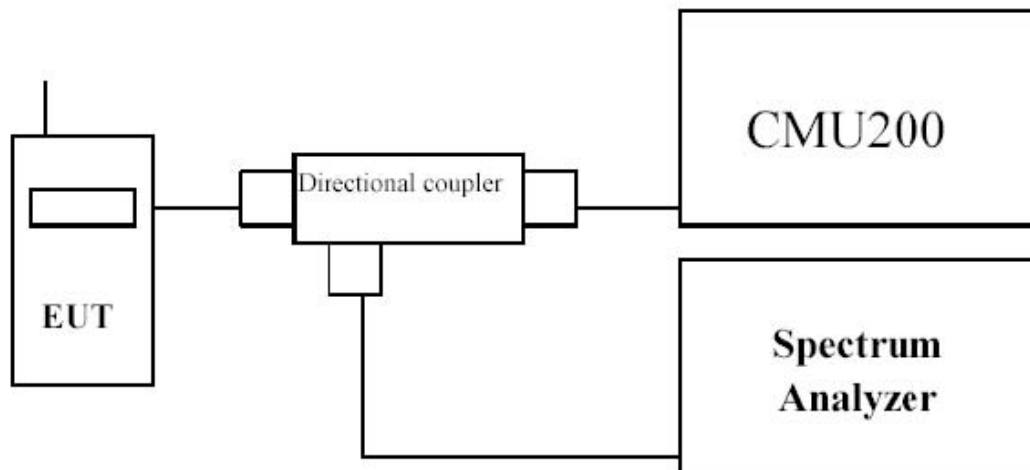 CMU200
Directional coupler
EUT
Spectrum
Analyzer